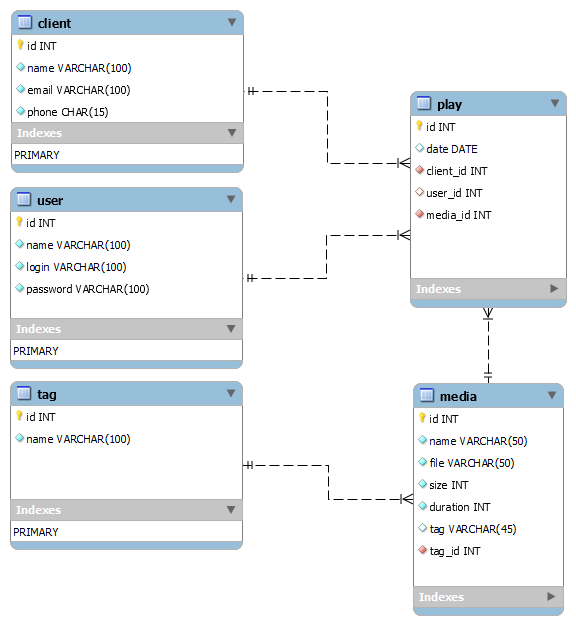 client
id INT
name VARCHAR(100)
email VARCHAR(100)
phone CHAR(15)
Indexes
PRIMARY
user
id INT
name VARCHAR(100)
login VARCHAR(100)
password VARCHAR(100)
Indexes
PRIMARY
tag
id INT
name VARCHAR(100)
Indexes
PRIMARY
play
id INT
date DATE
client_id INT
user_id INT
media_id INT
Indexes
media
id INT
name VARCHAR(50)
file VARCHAR(50)
size INT
duration INT
tag VARCHAR(45)
tag_id INT
Indexes